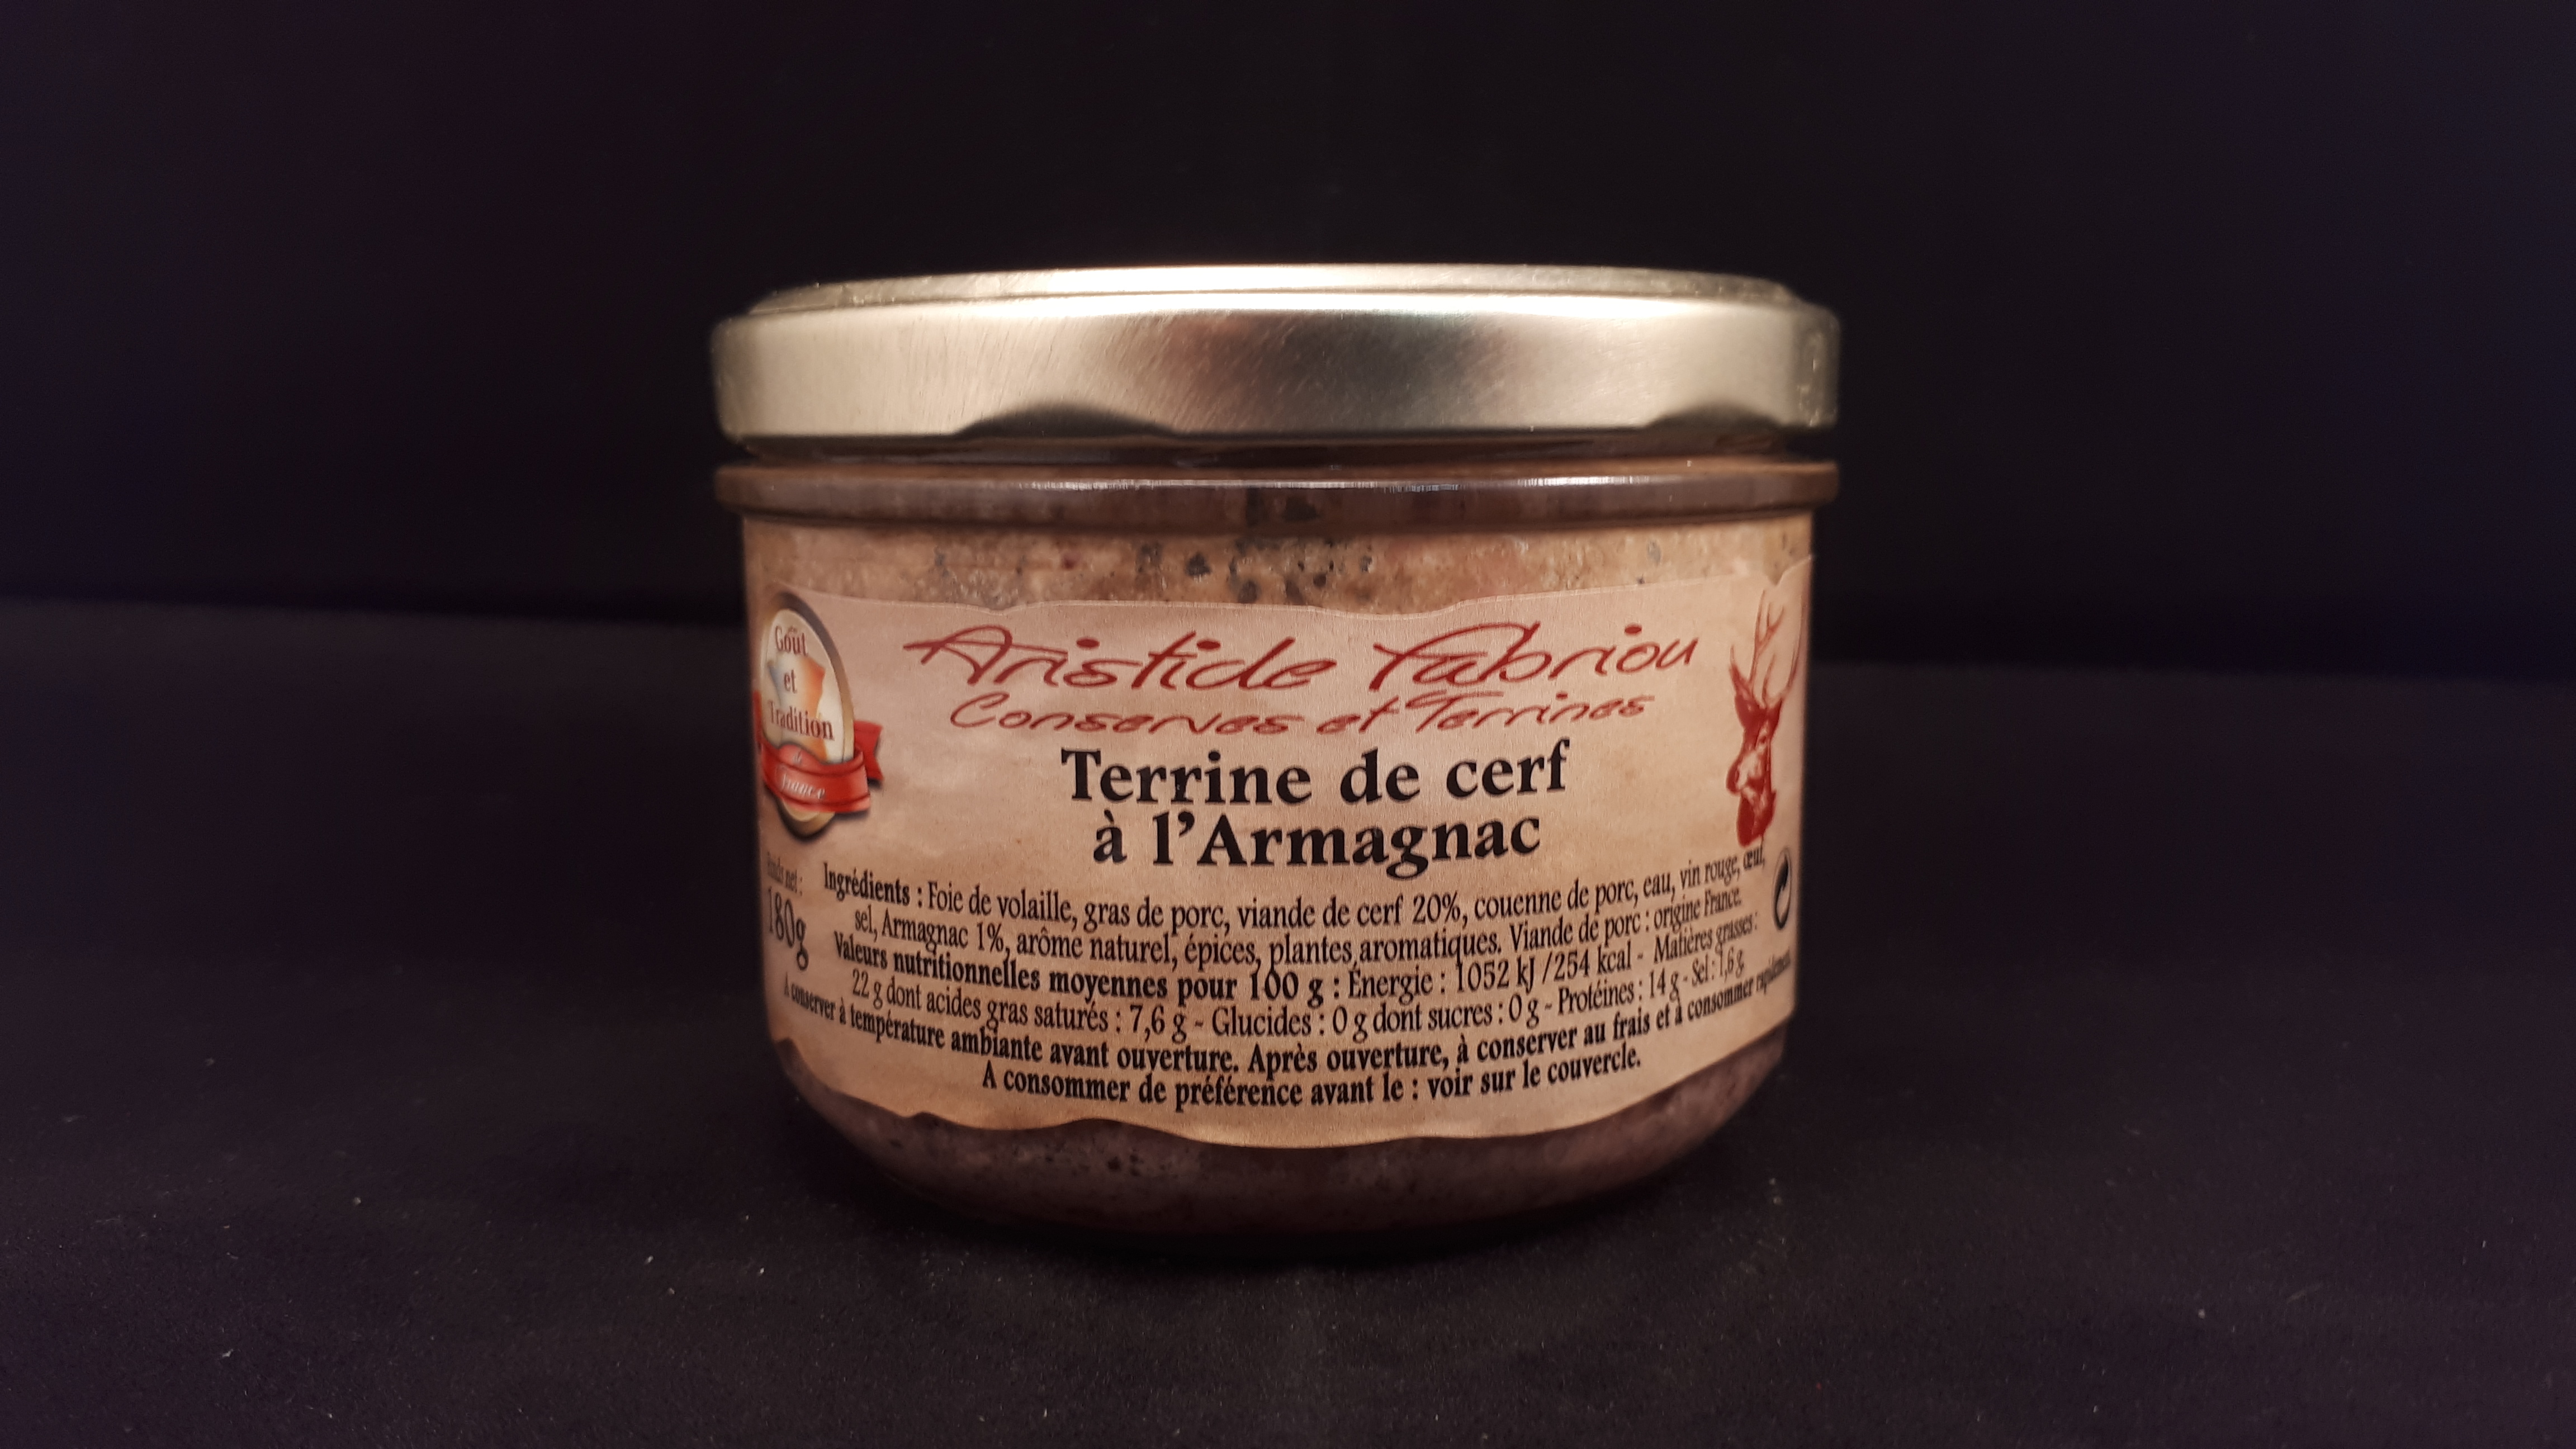 Goût
et
Tradition
de
France
Aristide Fabriou
Conserves et Terrines
Terrine de cerf
à l'Armagnac
Poids net :
180g
Ingrédients : Foie de volaille, gras de porc, viande de cerf 20%, couenne de porc, eau, vin rouge, œuf,
sel, Armagnac 1%, arôme naturel, épices, plantes aromatiques. Viande de porc : origine France.
Valeurs nutritionnelles moyennes pour 100 g : Énergie : 1052 kJ /254 kcal - Matières grasses :
22 g dont acides gras saturés : 7,6 g - Glucides : 0 g dont sucres : 0 g - Protéines : 14 g - Sel : 1,6 g.
A conserver à température ambiante avant ouverture. Après ouverture, à conserver au frais et à consommer rapidement.
A consommer de préférence avant le : voir sur le couvercle.